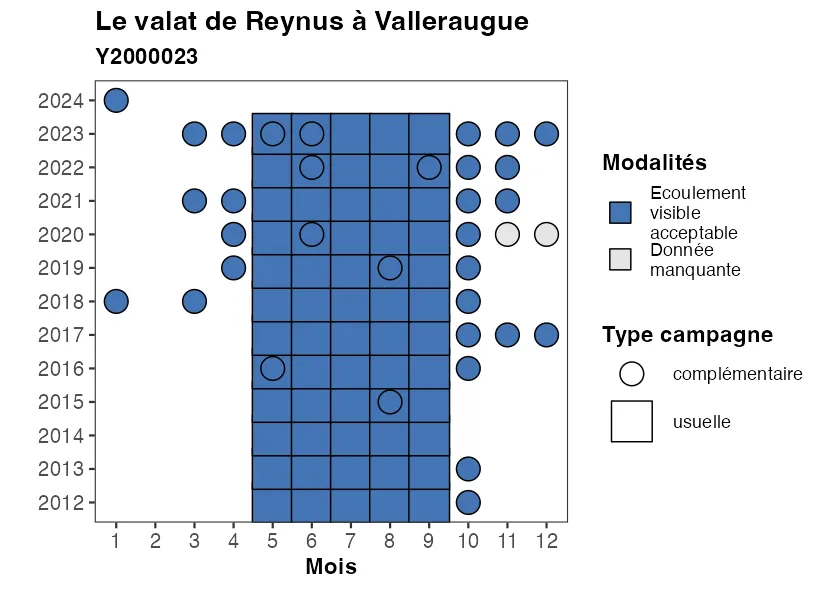 Le valat de Reynus à Valleraugue
Y2000023
2024
2023
2022
2021
2020
2019
2018
2017
2016
2015
2014
2013
2012
1 2 3 4 5 6 7 8 9 10 11 12
Mois
Modalités
Ecoulement
visible
acceptable
Donnée
manquante
Type campagne
complémentaire
usuelle